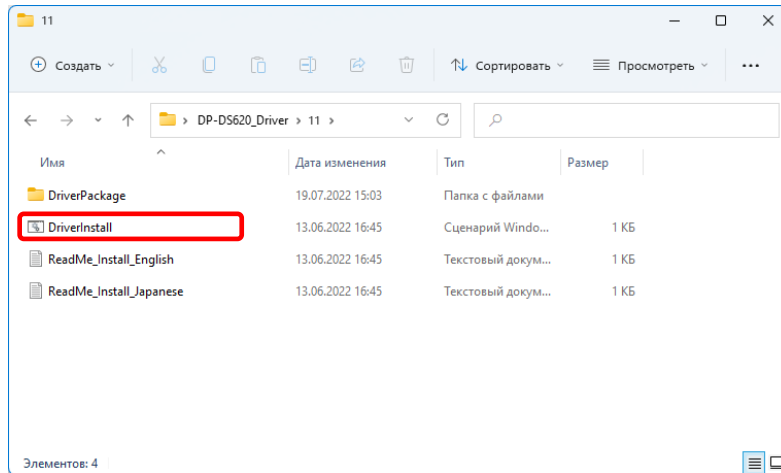 11
Создать Сортировать Просмотреть ...
DP-DS620_Driver > 11 >
Имя Дата изменения Тип Размер
DriverPackage 19.07.2022 15:03 Папка с файлами
DriverInstall 13.06.2022 16:45 Сценарий Windo... 1 КБ
ReadMe_Install_English 13.06.2022 16:45 Текстовый докум... 1 КБ
ReadMe_Install_Japanese 13.06.2022 16:45 Текстовый докум... 1 КБ
Элементов: 4